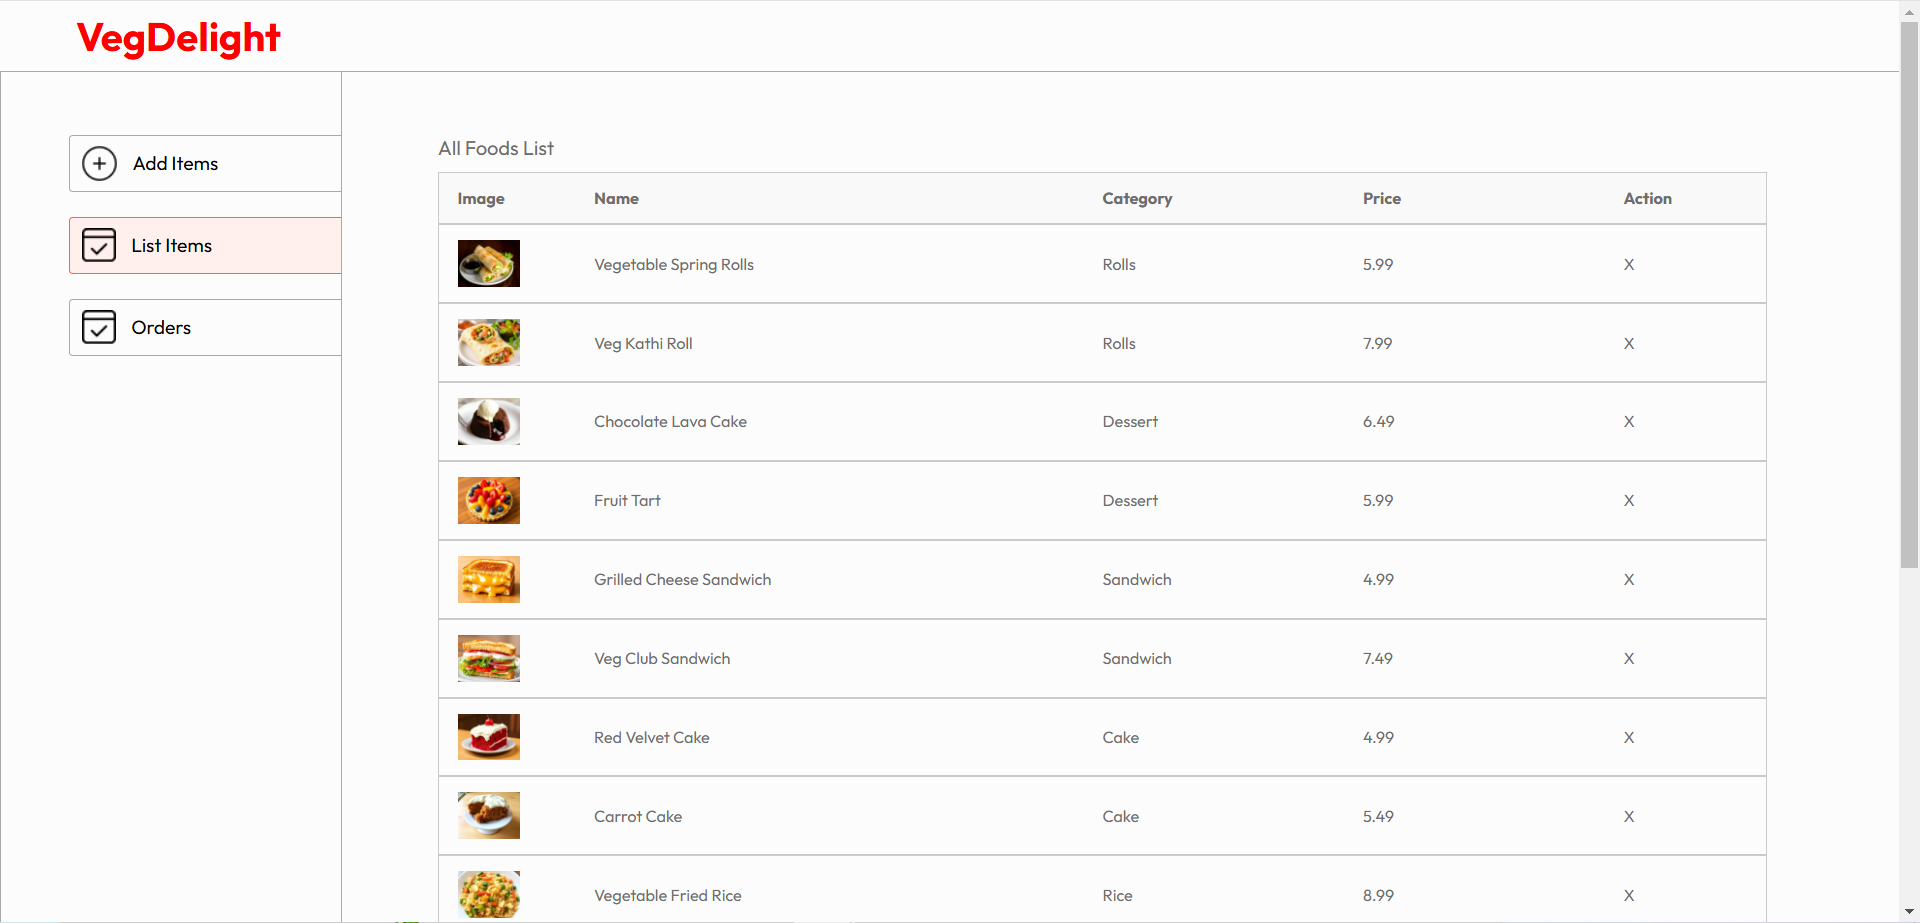 VegDelight
Add Items
List Items
Orders
All Foods List
Image Name Category Price Action
Vegetable Spring Rolls Rolls 5.99 X
Veg Kathi Roll Rolls 7.99 X
Chocolate Lava Cake Dessert 6.49 X
Fruit Tart Dessert 5.99 X
Grilled Cheese Sandwich Sandwich 4.99 X
Veg Club Sandwich Sandwich 7.49 X
Red Velvet Cake Cake 4.99 X
Carrot Cake Cake 5.49 X
Vegetable Fried Rice Rice 8.99 X